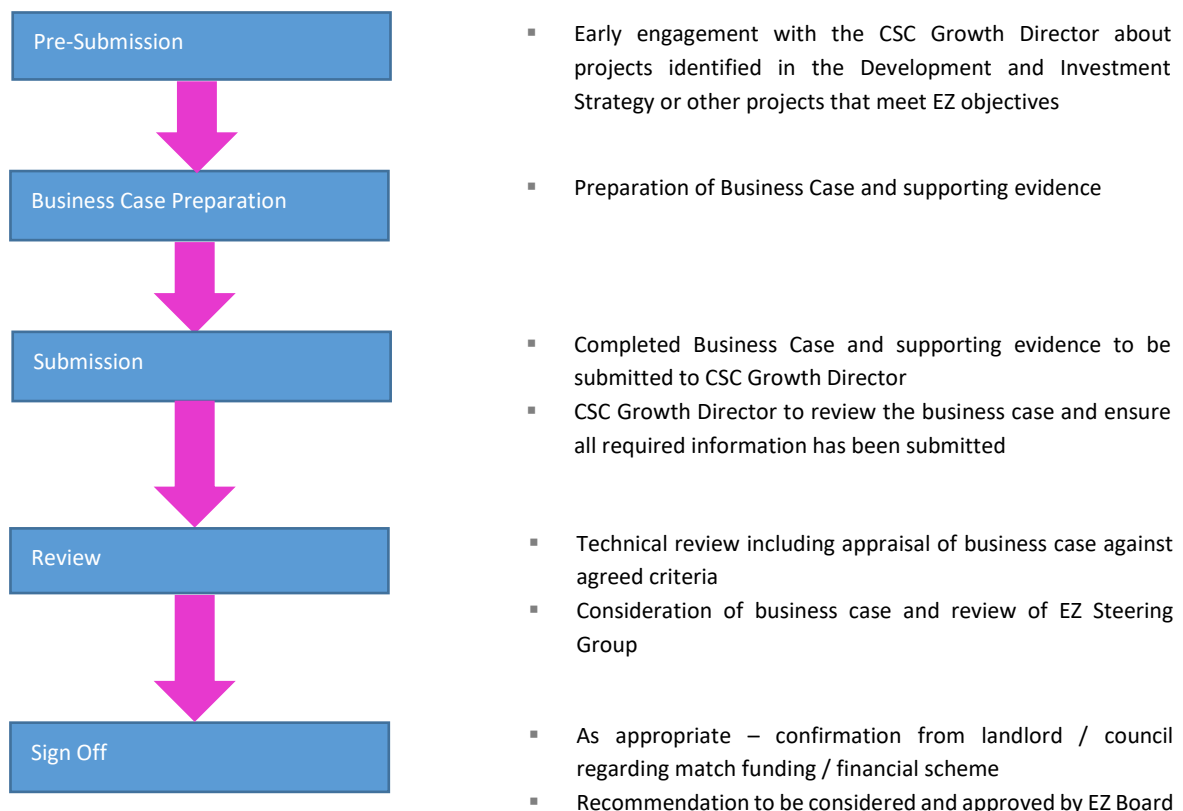 Pre-Submission
▪ Early engagement with the CSC Growth Director about
projects identified in the Development and Investment
Strategy or other projects that meet EZ objectives
Business Case Preparation
▪ Preparation of Business Case and supporting evidence
Submission
▪ Completed Business Case and supporting evidence to be
submitted to CSC Growth Director
▪ CSC Growth Director to review the business case and ensure
all required information has been submitted
Review
▪ Technical review including appraisal of business case against
agreed criteria
▪ Consideration of business case and review of EZ Steering
Group
Sign Off
▪ As appropriate – confirmation from landlord / council
regarding match funding / financial scheme
▪ Recommendation to be considered and approved by EZ Board